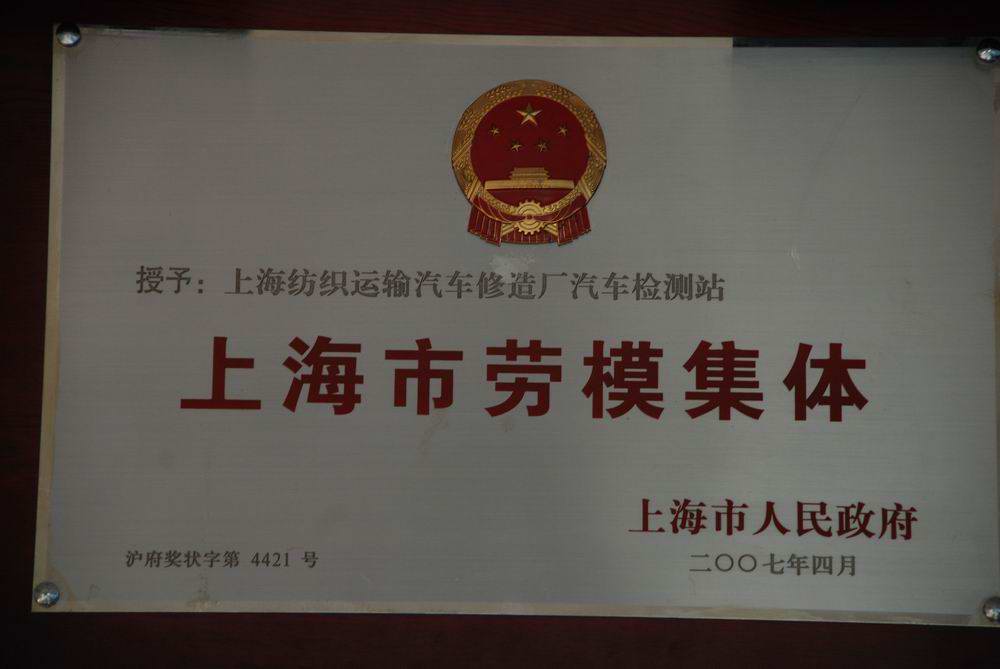 授予：上海纺织运输汽车修造厂汽车检测站
上海市劳模集体
上海市人民政府
沪府奖状字第 4421 号
二〇〇七年四月